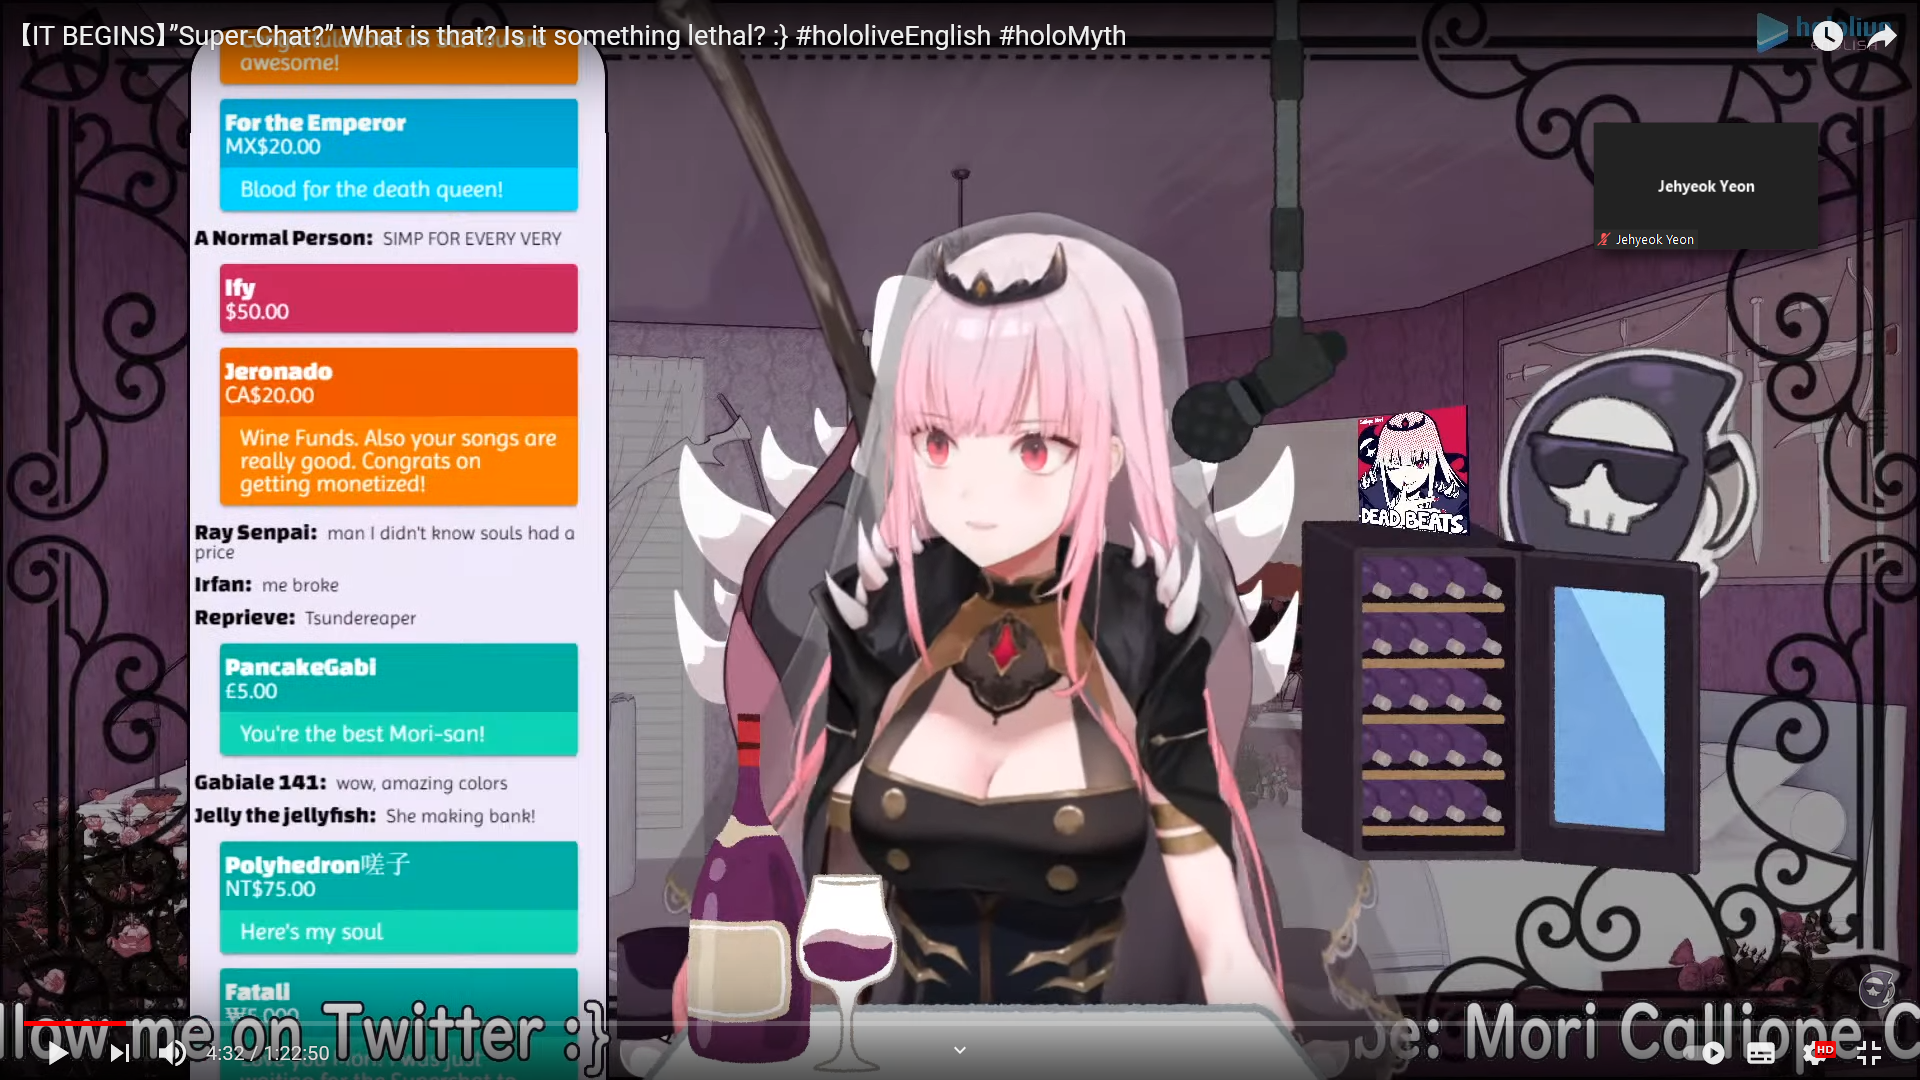 【IT BEGINS】”Super-Chat?” What is that? Is it something lethal? :} #hololiveEnglish #holoMyth
hololive
awesome!
For the Emperor
MX$20.00
Blood for the death queen!
A Normal Person: SIMP FOR EVERY VERY
Ify
$50.00
Jeronado
CA$20.00
Wine Funds. Also your songs are
really good. Congrats on
getting monetized!
Ray Senpai: man I didn't know souls had a
price
Irfan: me broke
Reprieve: Tsundereaper
PancakeGabi
£5.00
You're the best Mori-san!
Gabiale 141: wow, amazing colors
Jelly the jellyfish: She making bank!
Polyhedron嗟子
NT$75.00
Here's my soul
Fatali
₩5,000
Jehyeok Yeon
Jehyeok Yeon
DEAD BEATS
llow me on Twitter :}
be: Mori Calliope C
4:32 / 1:22:50
HD